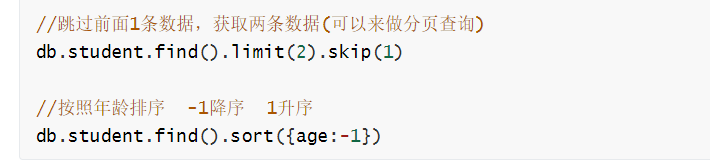 //跳过前面1条数据，获取两条数据(可以来做分页查询)
db.student.find().limit(2).skip(1)
//按照年龄排序  -1降序  1升序
db.student.find().sort({age:-1})